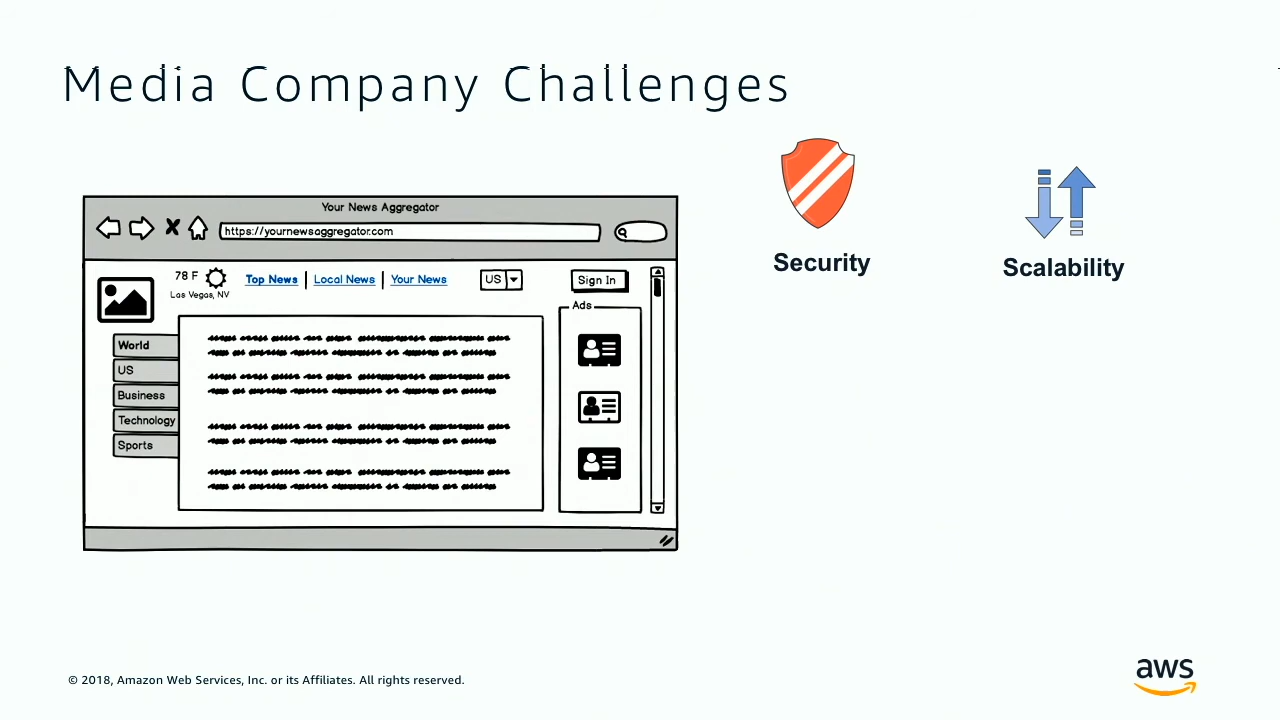 Media Company Challenges
Security
Scalability
Your News Aggregator
https://yournewsaggregator.com
78 F
Las Vegas, NV
Top News
Local News
Your News
US
Sign In
Ads
World
US
Business
Technology
Sports
© 2018, Amazon Web Services, Inc. or its Affiliates. All rights reserved.
aws